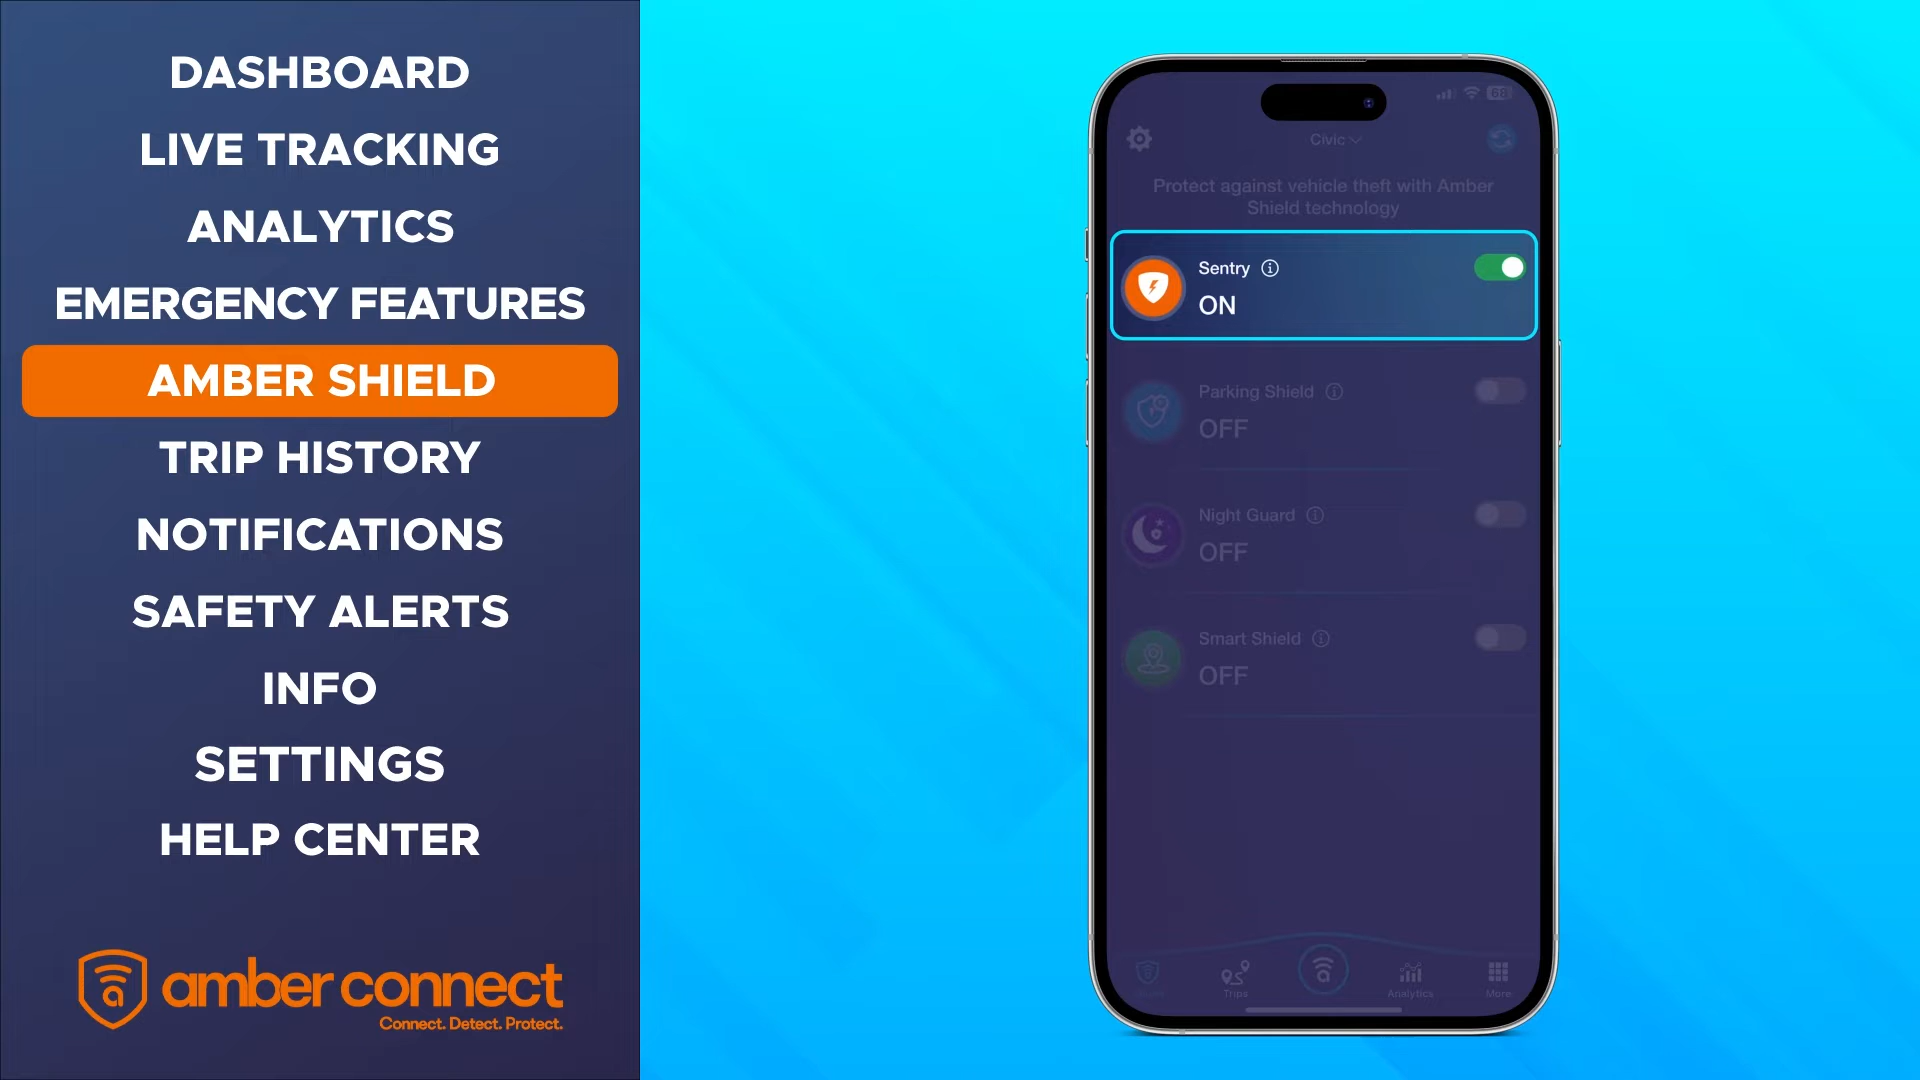 DASHBOARD
LIVE TRACKING
ANALYTICS
EMERGENCY FEATURES
AMBER SHIELD
TRIP HISTORY
NOTIFICATIONS
SAFETY ALERTS
INFO
SETTINGS
HELP CENTER
amber connect
Connect. Detect. Protect.
68
Civic
Protect against vehicle theft with Amber
Shield technology
Sentry
ON
Parking Shield
OFF
Night Guard
OFF
Smart Shield
OFF
Trips
Analytics
More